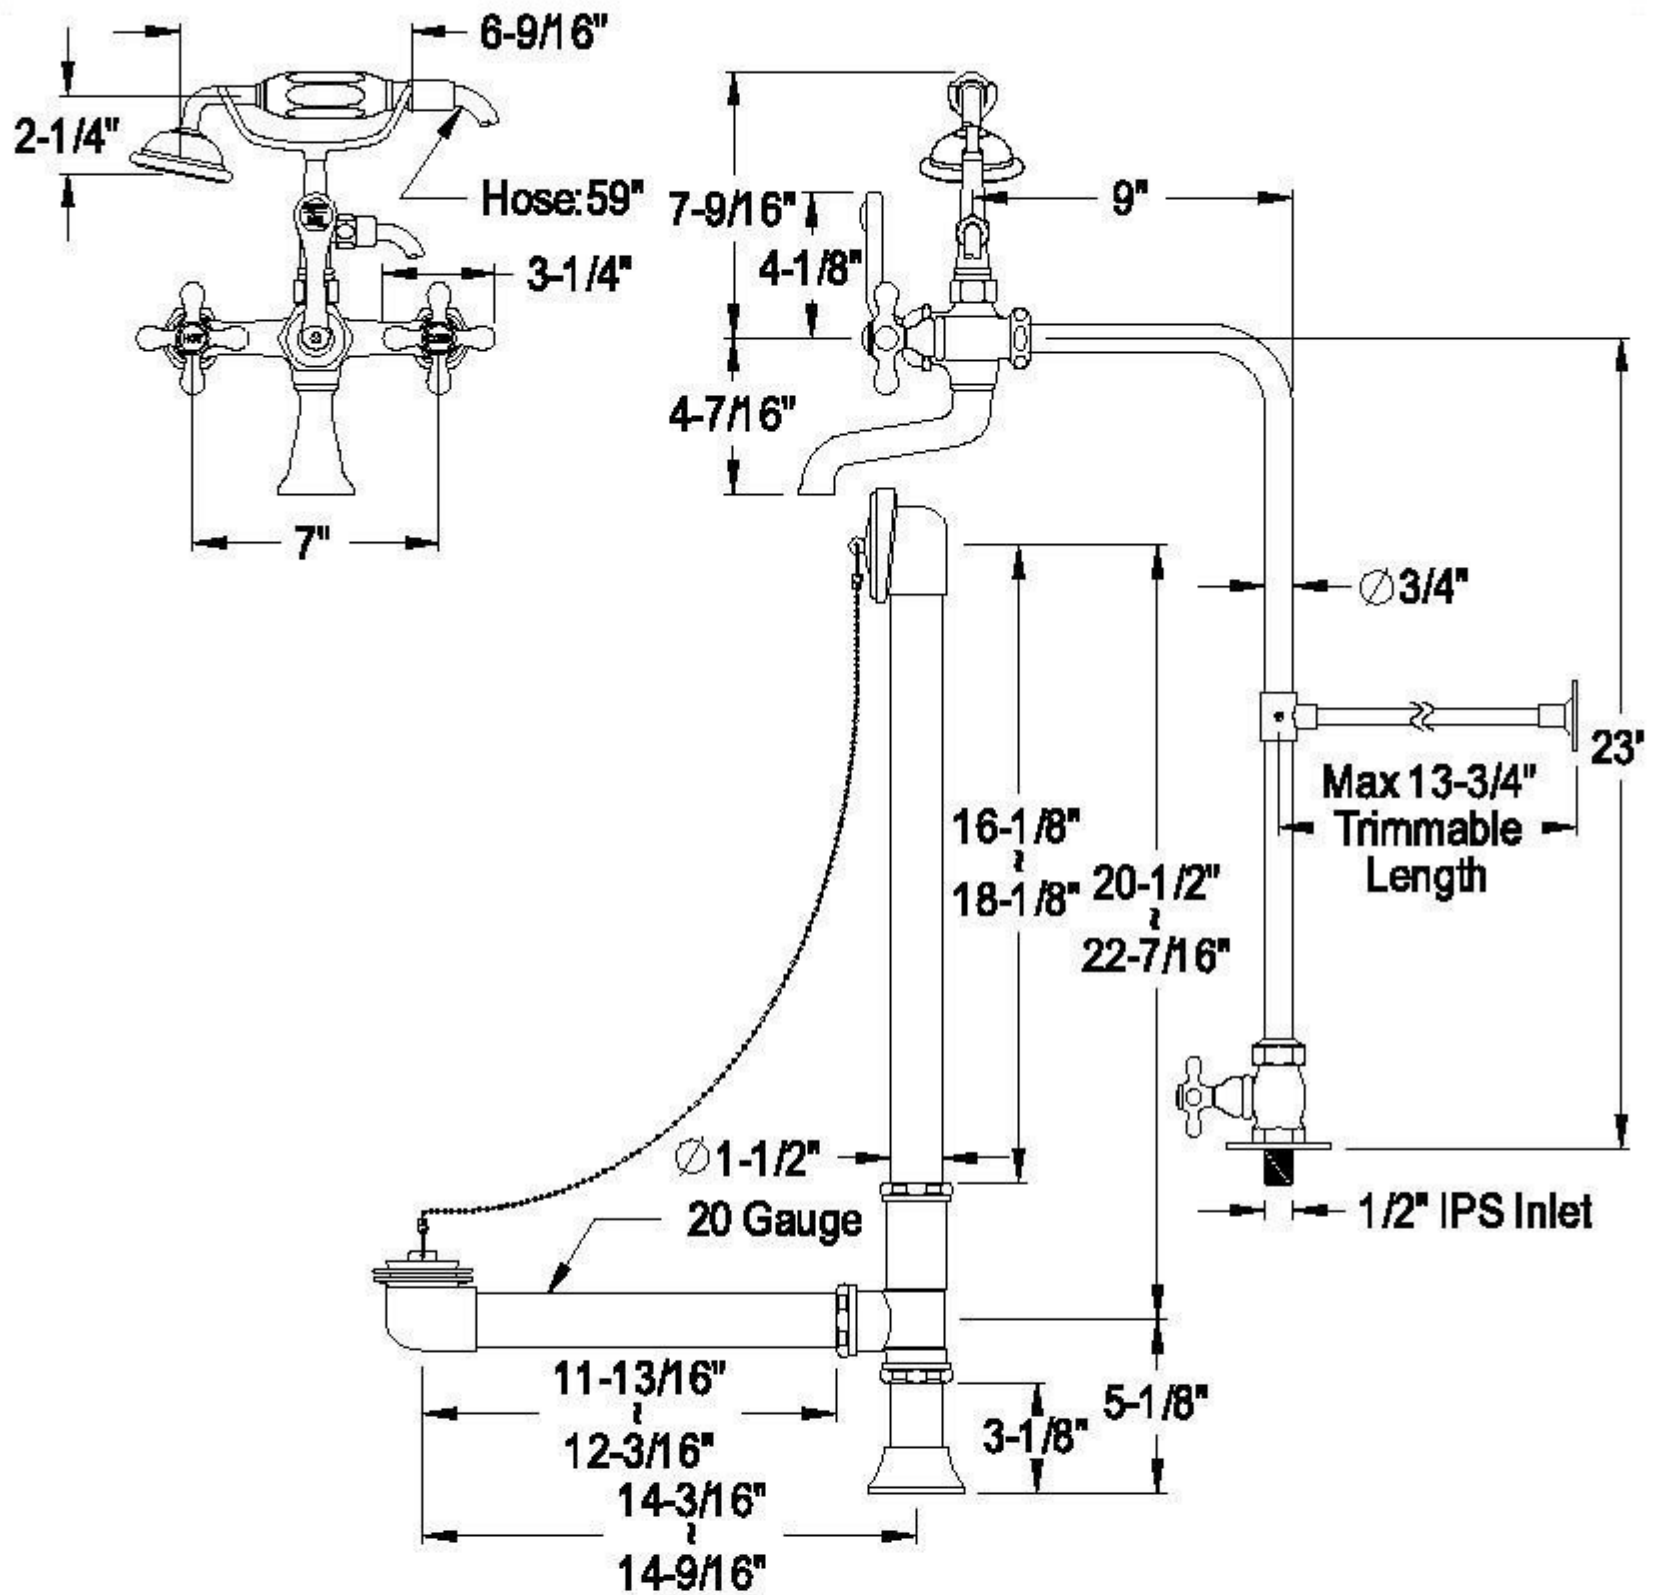 6-9/16"
2-1/4"
Hose:59"
3-1/4"
HOT
7"
7-9/16"
9"
4-1/8"
4-7/16"
Ø3/4"
23"
Max 13-3/4"
Trimmable
Length
16-1/8"
~
18-1/8"
20-1/2"
~
22-7/16"
Ø1-1/2"
20 Gauge
1/2" IPS Inlet
11-13/16"
~
12-3/16"
3-1/8"
5-1/8"
14-3/16"
~
14-9/16"